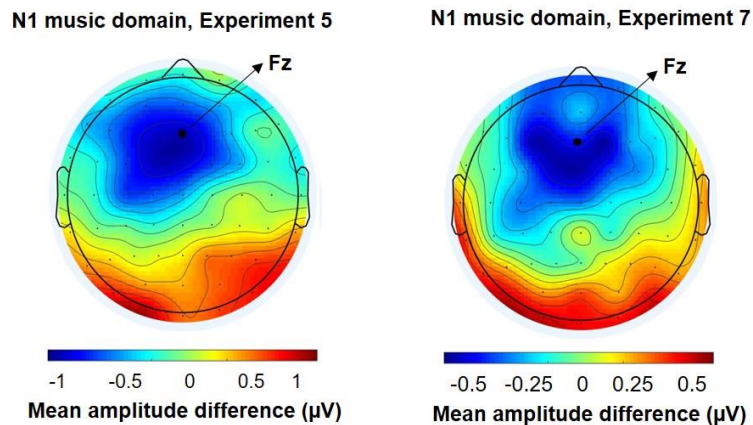 N1 music domain, Experiment 5
Fz
-1 -0.5 0 0.5 1
Mean amplitude difference (µV)
N1 music domain, Experiment 7
Fz
-0.5 -0.25 0 0.25 0.5
Mean amplitude difference (µV)